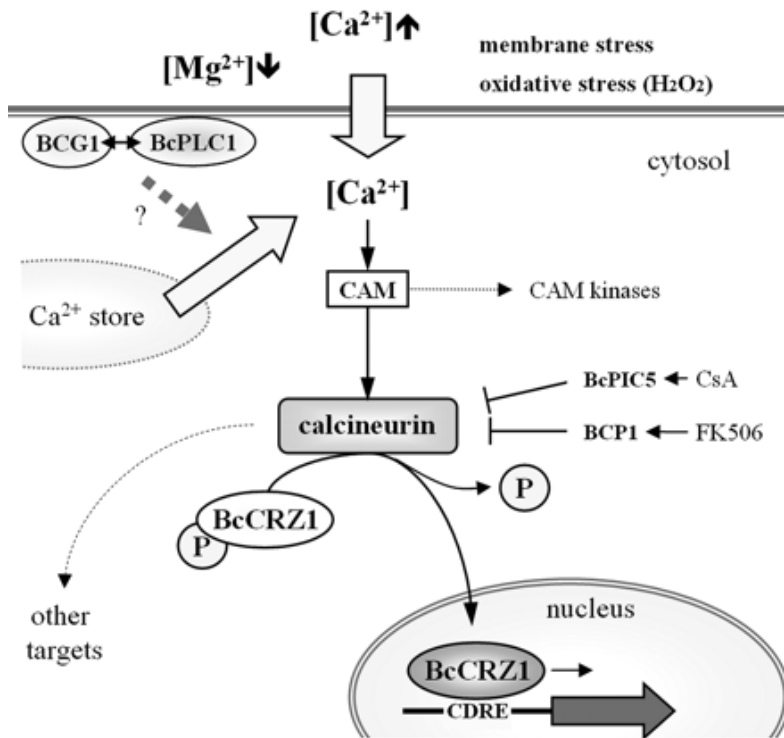 [Ca²⁺]
[Mg²⁺]
membrane stress
oxidative stress (H₂O₂)
BCG1
BcPLC1
cytosol
?
[Ca²⁺]
Ca²⁺ store
CAM
CAM kinases
BcPIC5
CsA
calcineurin
BCP1
FK506
BcCRZ1
P
P
other
targets
nucleus
BcCRZ1
CDRE